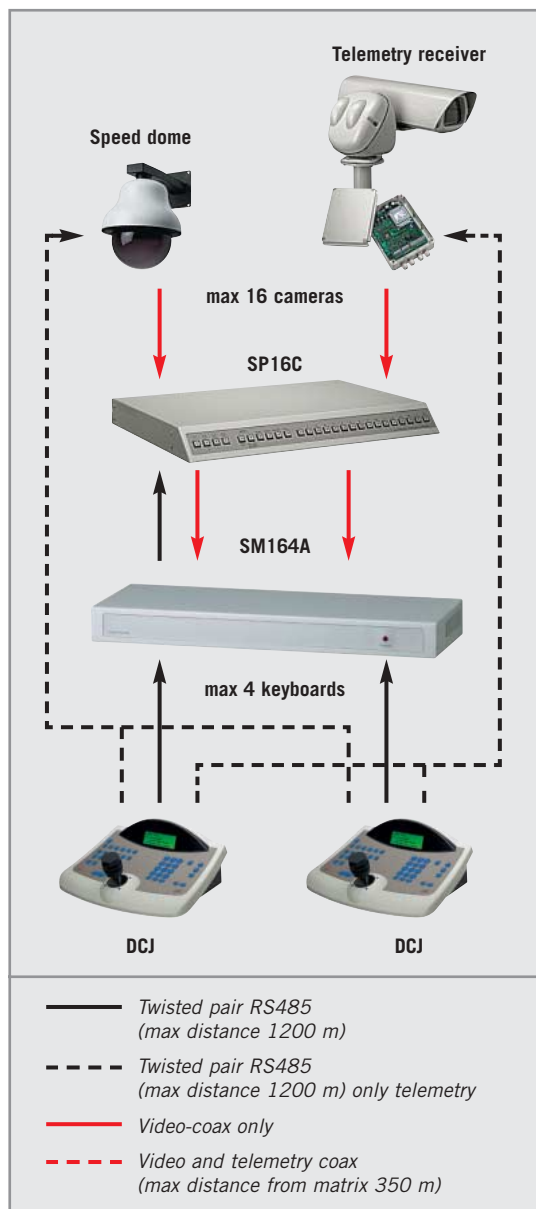 Telemetry receiver
Speed dome
max 16 cameras
SP16C
SM164A
max 4 keyboards
DCJ
DCJ
Twisted pair RS485
(max distance 1200 m)
Twisted pair RS485
(max distance 1200 m) only telemetry
Video-coax only
Video and telemetry coax
(max distance from matrix 350 m)